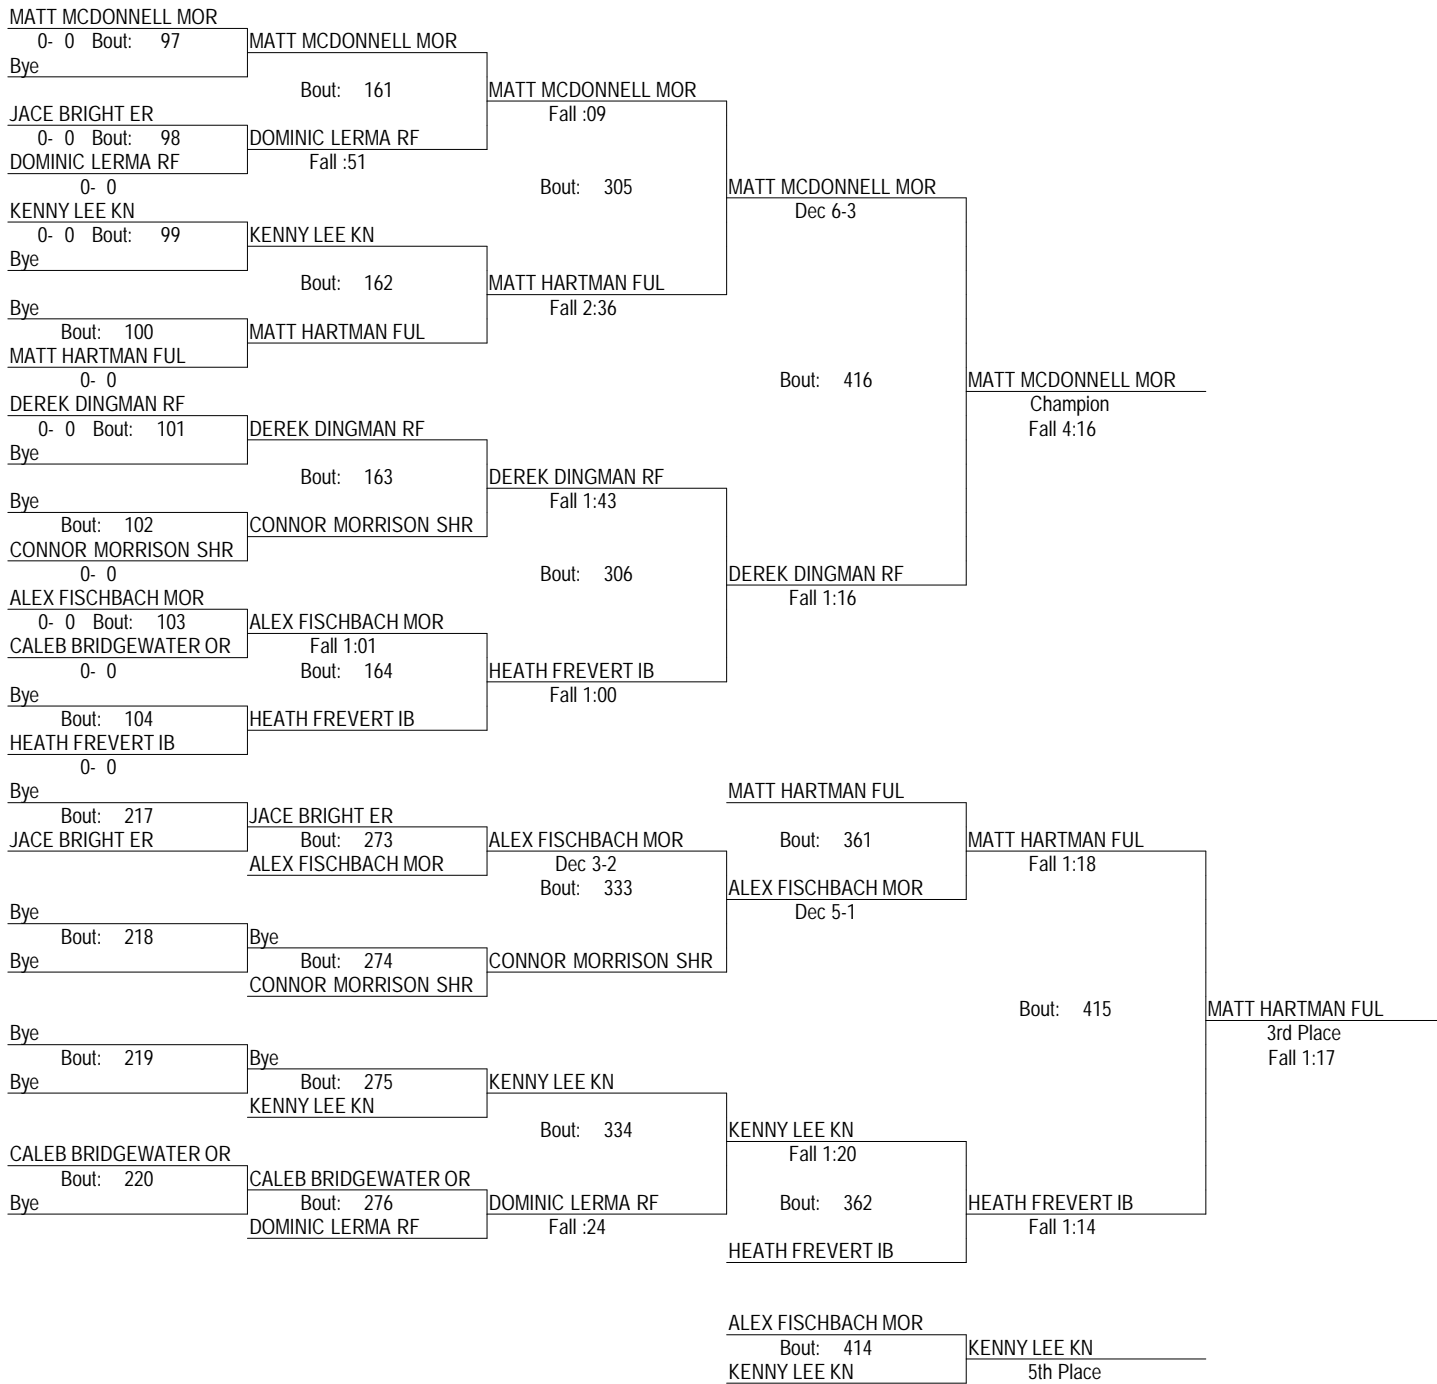 MATT MCDONNELL MOR
0- 0 Bout: 97
MATT MCDONNELL MOR
Bye
Bout: 161
MATT MCDONNELL MOR
JACE BRIGHT ER
Fall :09
0- 0 Bout: 98
DOMINIC LERMA RF
DOMINIC LERMA RF
Fall :51
0- 0
Bout: 305
MATT MCDONNELL MOR
KENNY LEE KN
Dec 6-3
0- 0 Bout: 99
KENNY LEE KN
Bye
Bout: 162
MATT HARTMAN FUL
Bye
Fall 2:36
Bout: 100
MATT HARTMAN FUL
MATT HARTMAN FUL
0- 0
Bout: 416
MATT MCDONNELL MOR
DEREK DINGMAN RF
Champion
0- 0 Bout: 101
DEREK DINGMAN RF
Fall 4:16
Bye
Bout: 163
DEREK DINGMAN RF
Bye
Fall 1:43
Bout: 102
CONNOR MORRISON SHR
CONNOR MORRISON SHR
0- 0
Bout: 306
DEREK DINGMAN RF
ALEX FISCHBACH MOR
Fall 1:16
0- 0 Bout: 103
ALEX FISCHBACH MOR
CALEB BRIDGEWATER OR
Fall 1:01
0- 0
Bout: 164
HEATH FREVERT IB
Bye
Fall 1:00
Bout: 104
HEATH FREVERT IB
HEATH FREVERT IB
0- 0
Bye
MATT HARTMAN FUL
Bout: 217
JACE BRIGHT ER
JACE BRIGHT ER
Bout: 273
ALEX FISCHBACH MOR
Bout: 361
MATT HARTMAN FUL
ALEX FISCHBACH MOR
Dec 3-2
Fall 1:18
Bout: 333
ALEX FISCHBACH MOR
Bye
Dec 5-1
Bout: 218
Bye
Bye
Bout: 274
CONNOR MORRISON SHR
CONNOR MORRISON SHR
Bout: 415
MATT HARTMAN FUL
Bye
3rd Place
Bout: 219
Bye
Fall 1:17
Bye
Bout: 275
KENNY LEE KN
KENNY LEE KN
Bout: 334
KENNY LEE KN
CALEB BRIDGEWATER OR
Fall 1:20
Bout: 220
CALEB BRIDGEWATER OR
Bye
Bout: 276
DOMINIC LERMA RF
Bout: 362
HEATH FREVERT IB
DOMINIC LERMA RF
Fall :24
Fall 1:14
HEATH FREVERT IB
ALEX FISCHBACH MOR
Bout: 414
KENNY LEE KN
KENNY LEE KN
5th Place